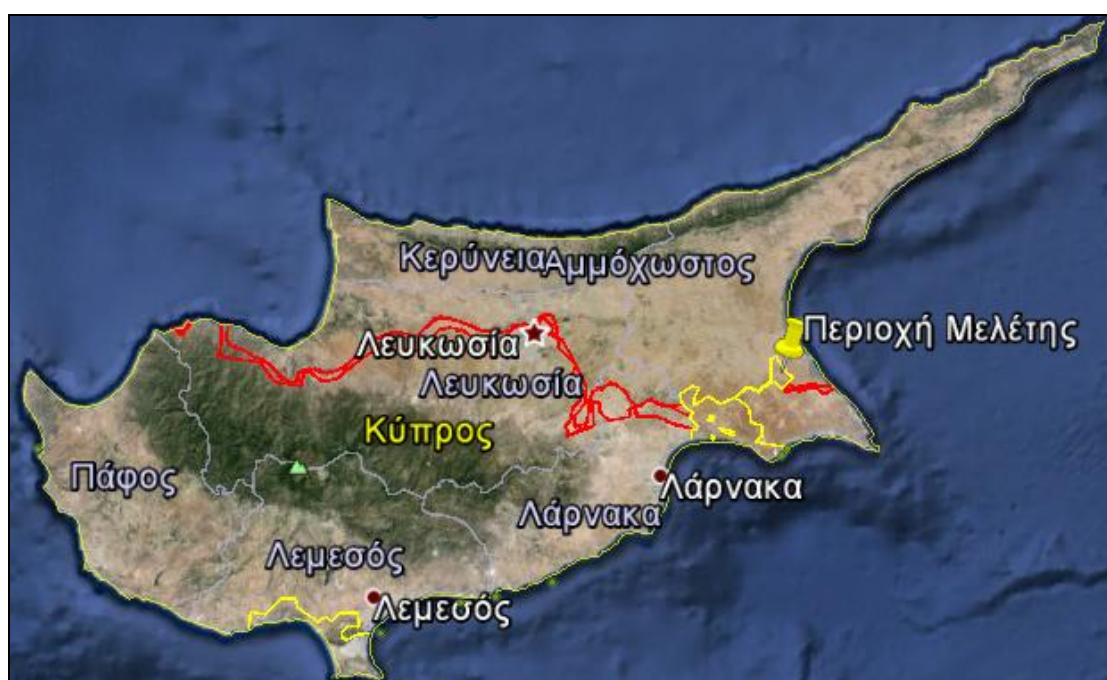 Κερύνεια
Αμμόχωστος
Περιοχή Μελέτης
Λευκωσία
Λευκωσία
Κύπρος
Πάφος
Λάρνακα
Λάρνακα
Λεμεσός
Λεμεσός